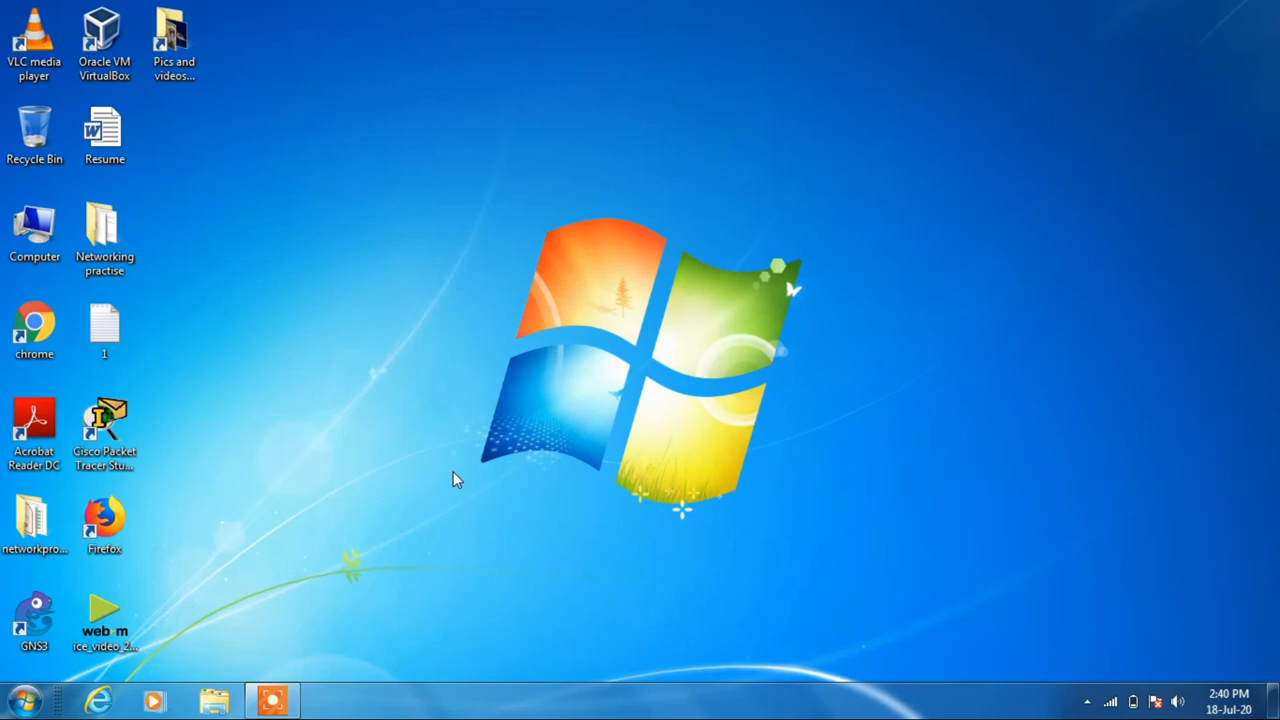 VLC media
player
Oracle VM
VirtualBox
Pics and
videos...
Recycle Bin
Resume
Computer
Networking
practise
chrome
1
Acrobat
Reader DC
Cisco Packet
Tracer Stu...
networkpro...
Firefox
GNS3
web m
ice_video_2...
2:40 PM
18-Jul-20